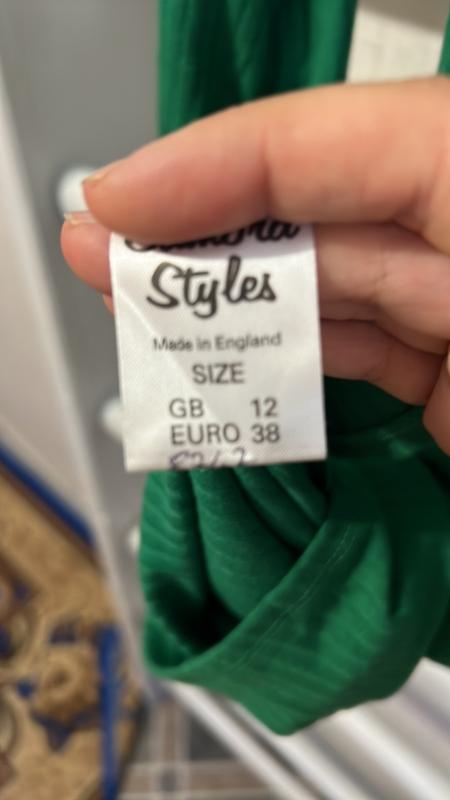 Styles
Made in England
SIZE
GB 12
EURO 38